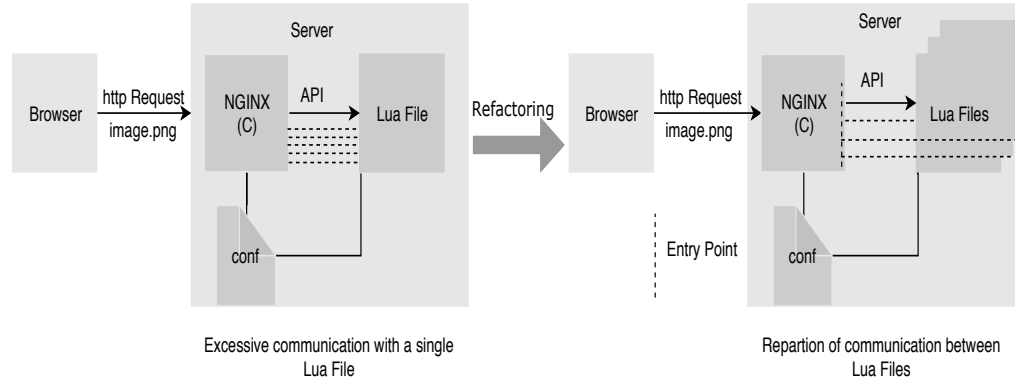 Server
Browser
http Request
image.png
NGINX
(C)
API
Lua File
conf
Excessive communication with a single
Lua File
Refactoring
Server
Browser
http Request
image.png
NGINX
(C)
API
Lua Files
conf
Entry Point
Repartion of communication between
Lua Files